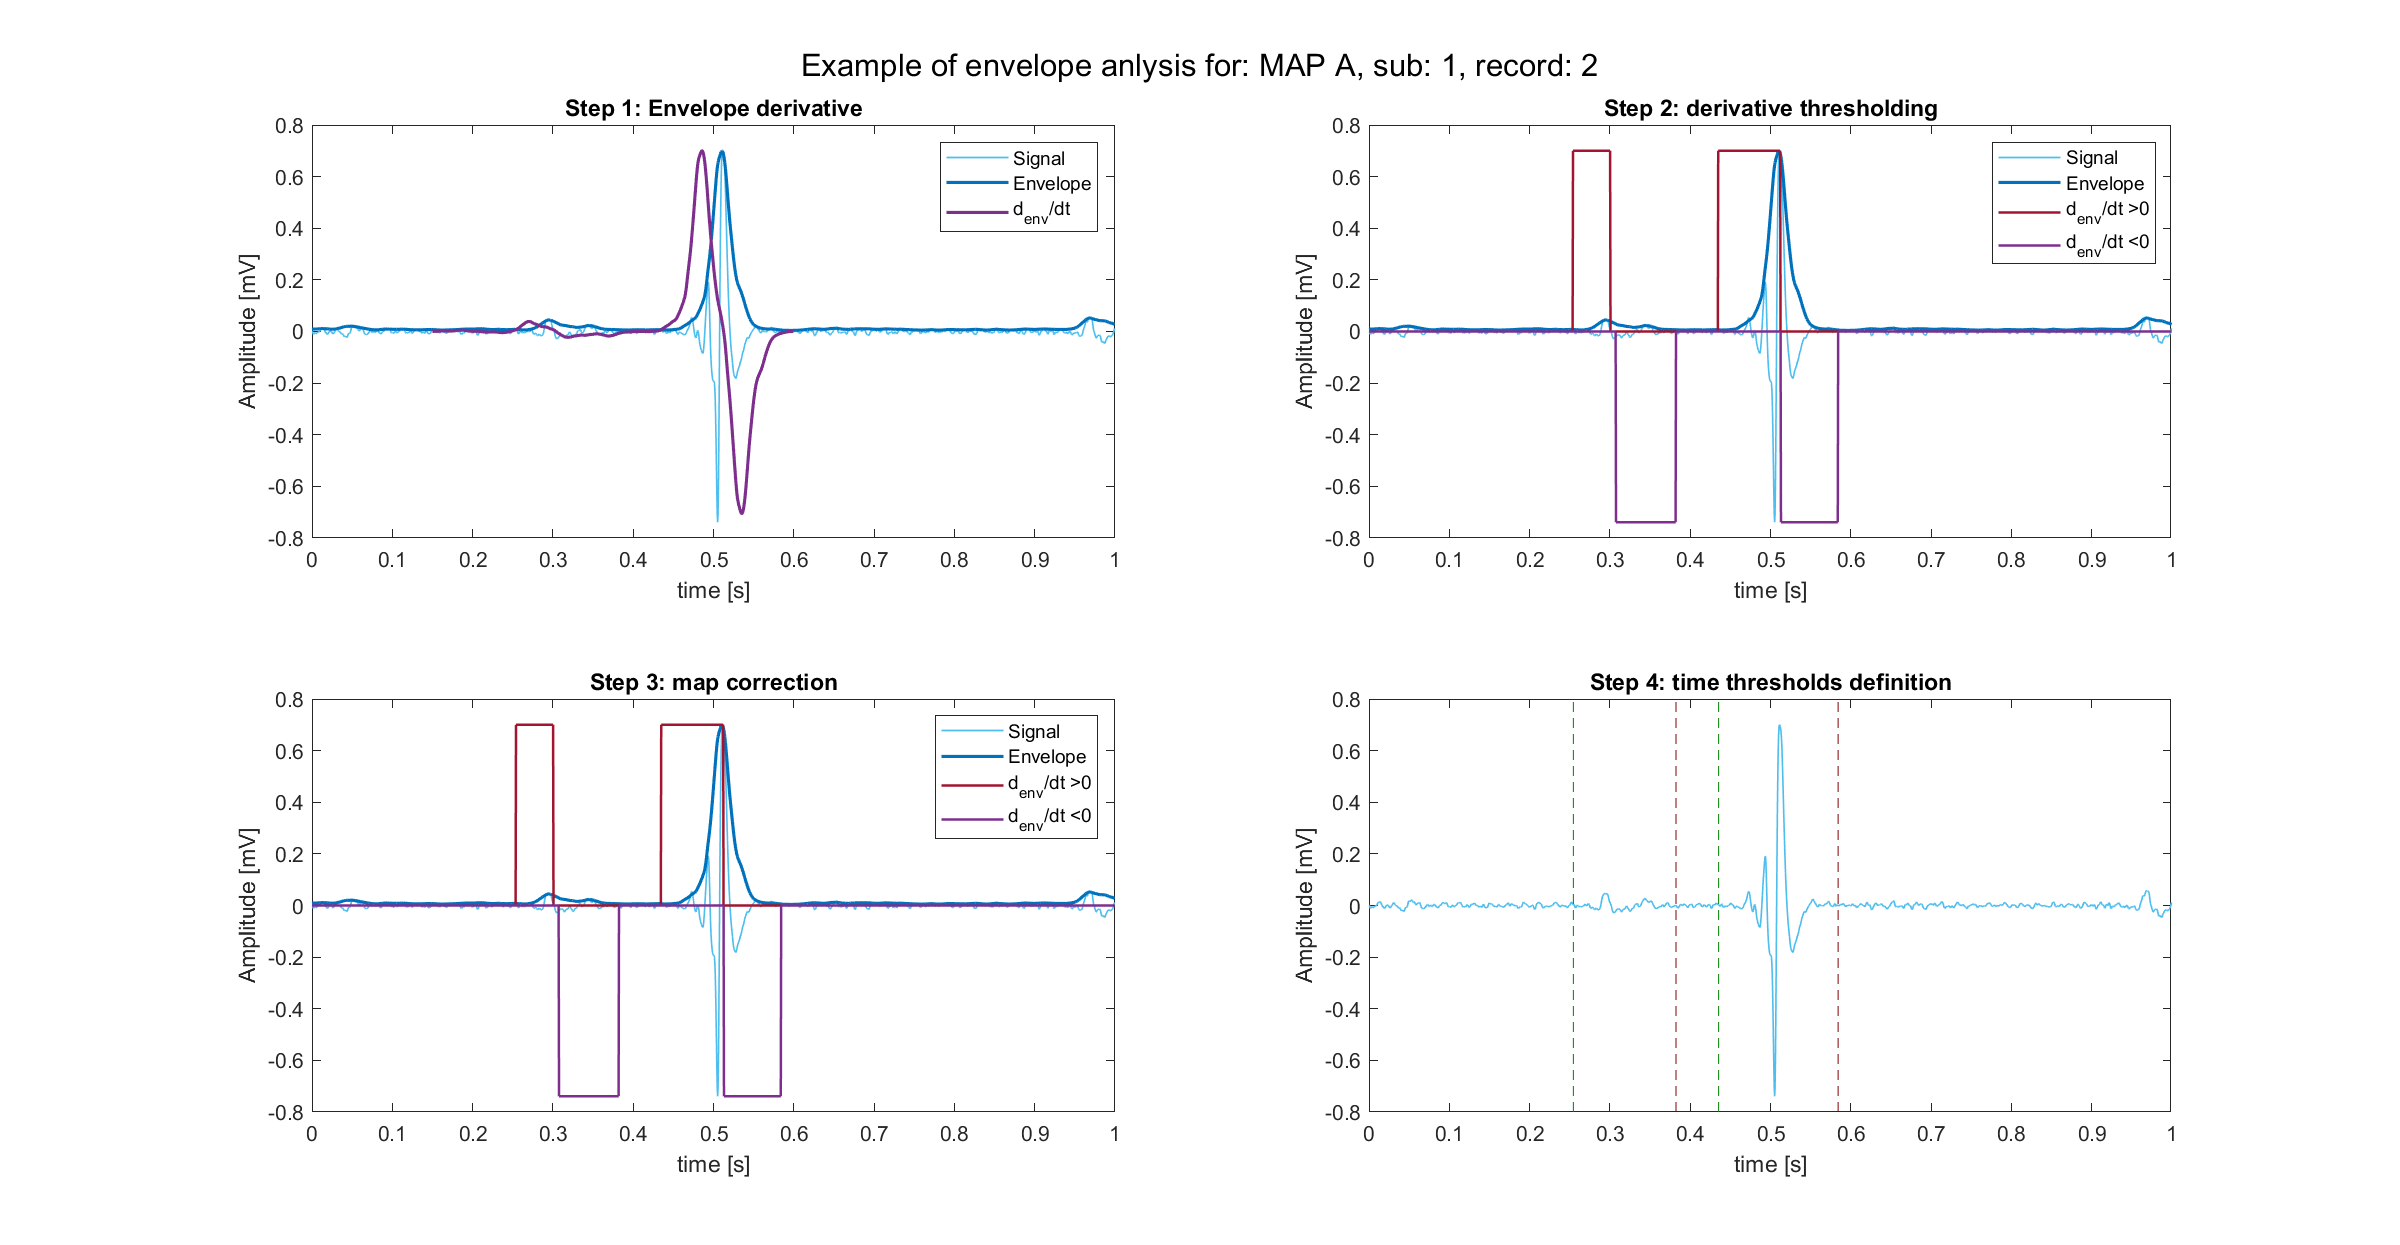 Example of envelope anlysis for: MAP A, sub: 1, record: 2
Step 1: Envelope derivative
0.8
0.6
0.4
0.2
0
-0.2
-0.4
-0.6
-0.8
Amplitude [mV]
Signal
Envelope
d_env/dt
0 0.1 0.2 0.3 0.4 0.5 0.6 0.7 0.8 0.9 1
time [s]
Step 2: derivative thresholding
0.8
0.6
0.4
0.2
0
-0.2
-0.4
-0.6
-0.8
Amplitude [mV]
Signal
Envelope
d_env/dt >0
d_env/dt <0
0 0.1 0.2 0.3 0.4 0.5 0.6 0.7 0.8 0.9 1
time [s]
Step 3: map correction
0.8
0.6
0.4
0.2
0
-0.2
-0.4
-0.6
-0.8
Amplitude [mV]
Signal
Envelope
d_env/dt >0
d_env/dt <0
0 0.1 0.2 0.3 0.4 0.5 0.6 0.7 0.8 0.9 1
time [s]
Step 4: time thresholds definition
0.8
0.6
0.4
0.2
0
-0.2
-0.4
-0.6
-0.8
Amplitude [mV]
0 0.1 0.2 0.3 0.4 0.5 0.6 0.7 0.8 0.9 1
time [s]